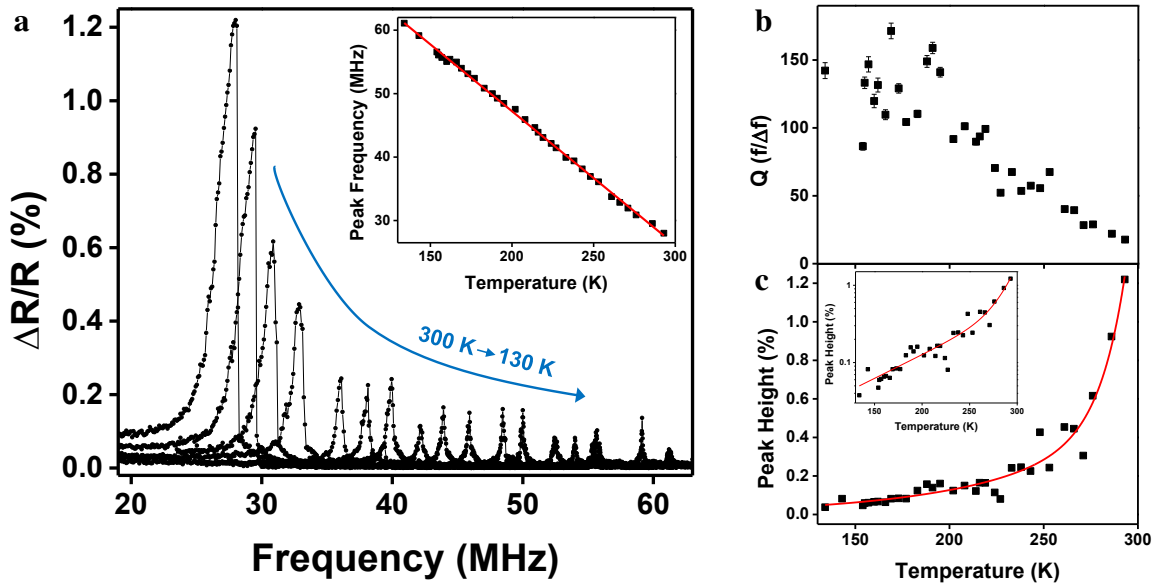 a
ΔR/R (%)
1.2
1.0
0.8
0.6
0.4
0.2
0.0
20 30 40 50 60
Frequency (MHz)
300 K→130 K
Peak Frequency (MHz)
60
50
40
30
150 200 250 300
Temperature (K)
b
Q (f/Δf)
150
100
50
0
c
Peak Height (%)
1.2
1.0
0.8
0.6
0.4
0.2
0.0
150 200 250 300
Temperature (K)
Peak Height (%)
1
0.1
150 200 250 300
Temperature (K)